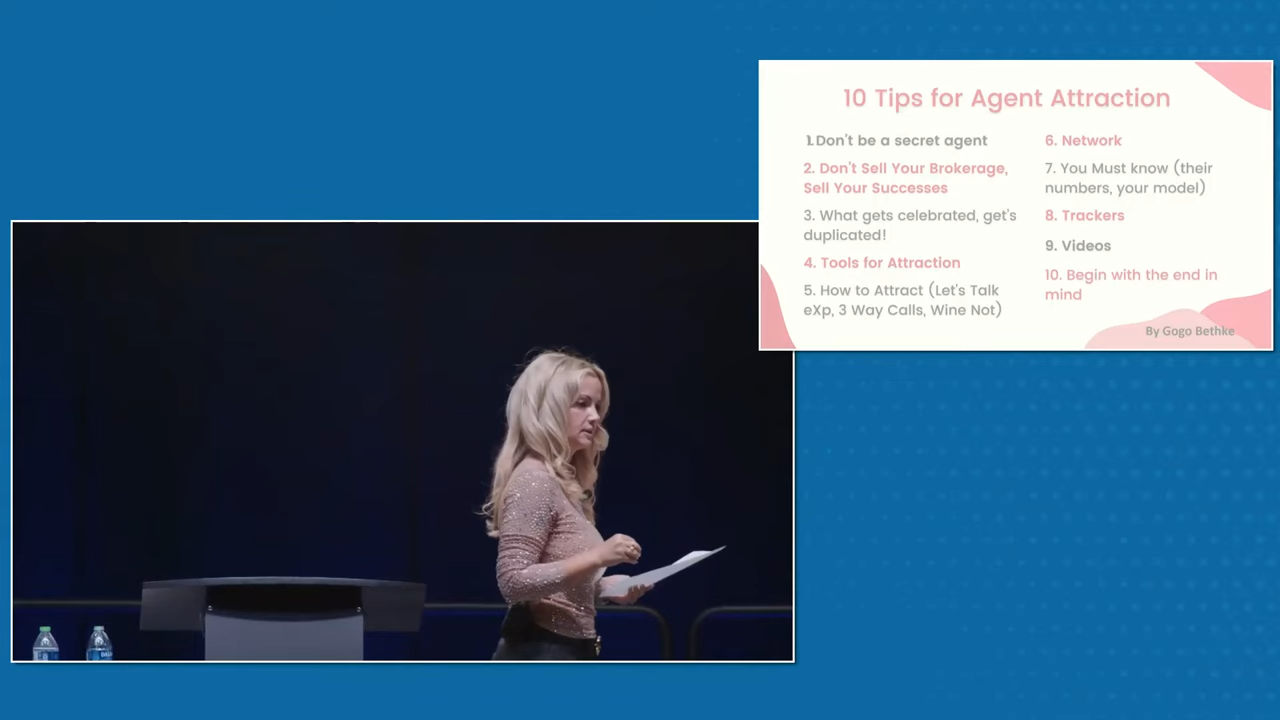 10 Tips for Agent Attraction
1. Don't be a secret agent
2. Don't Sell Your Brokerage,
Sell Your Successes
3. What gets celebrated, get's
duplicated!
4. Tools for Attraction
5. How to Attract (Let's Talk
eXp, 3 Way Calls, Wine Not)
6. Network
7. You Must know (their
numbers, your model)
8. Trackers
9. Videos
10. Begin with the end in
mind
By Gogo Bethke